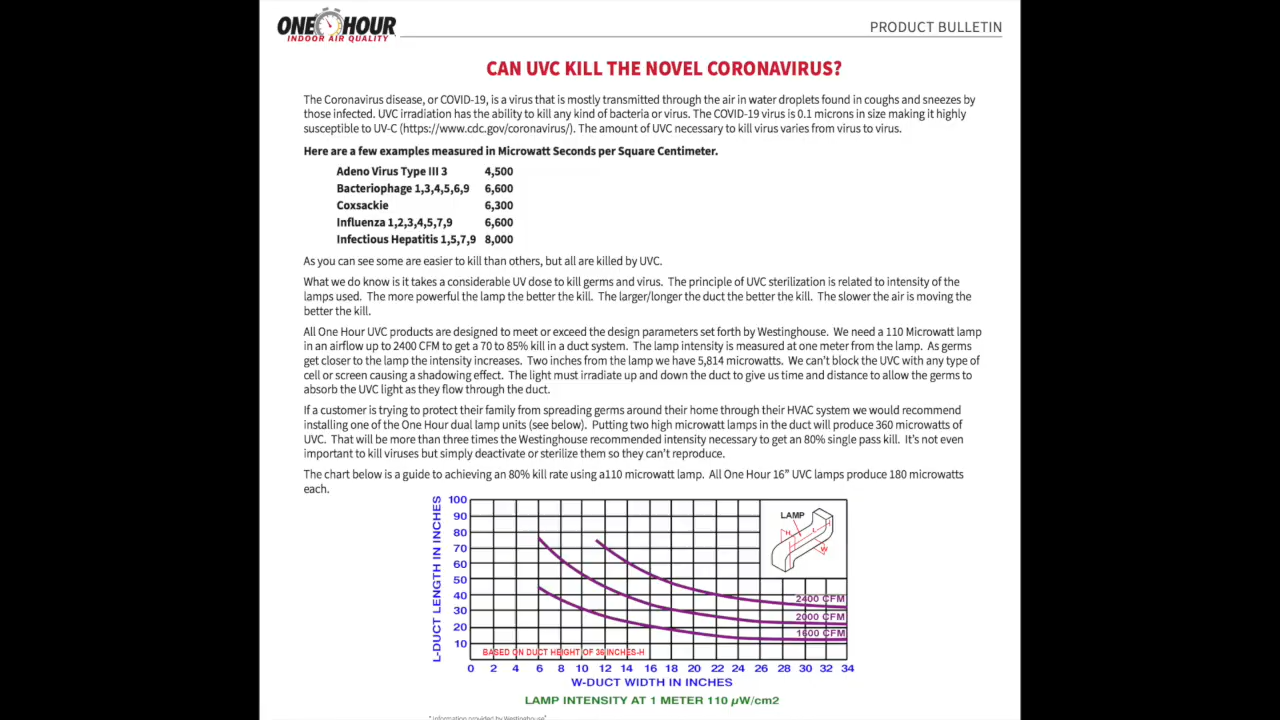 ONE HOUR
INDOOR AIR QUALITY
PRODUCT BULLETIN
CAN UVC KILL THE NOVEL CORONAVIRUS?
The Coronavirus disease, or COVID-19, is a virus that is mostly transmitted through the air in water droplets found in coughs and sneezes by
those infected. UVC irradiation has the ability to kill any kind of bacteria or virus. The COVID-19 virus is 0.1 microns in size making it highly
susceptible to UV-C (https://www.cdc.gov/coronavirus/). The amount of UVC necessary to kill virus varies from virus to virus.
Here are a few examples measured in Microwatt Seconds per Square Centimeter.
Adeno Virus Type III 3 4,500
Bacteriophage 1,3,4,5,6,9 6,600
Coxsackie 6,300
Influenza 1,2,3,4,5,7,9 6,600
Infectious Hepatitis 1,5,7,9 8,000
As you can see some are easier to kill than others, but all are killed by UVC.
What we do know is it takes a considerable UV dose to kill germs and virus. The principle of UVC sterilization is related to intensity of the
lamps used. The more powerful the lamp the better the kill. The larger/longer the duct the better the kill. The slower the air is moving the
better the kill.
All One Hour UVC products are designed to meet or exceed the design parameters set forth by Westinghouse. We need a 110 Microwatt lamp
in an airflow up to 2400 CFM to get a 70 to 85% kill in a duct system. The lamp intensity is measured at one meter from the lamp. As germs
get closer to the lamp the intensity increases. Two inches from the lamp we have 5,814 microwatts. We can't block the UVC with any type of
cell or screen causing a shadowing effect. The light must irradiate up and down the duct to give us time and distance to allow the germs to
absorb the UVC light as they flow through the duct.
If a customer is trying to protect their family from spreading germs around their home through their HVAC system we would recommend
installing one of the One Hour dual lamp units (see below). Putting two high microwatt lamps in the duct will produce 360 microwatts of
UVC. That will be more than three times the Westinghouse recommended intensity necessary to get an 80% single pass kill. It's not even
important to kill viruses but simply deactivate or sterilize them so they can't reproduce.
The chart below is a guide to achieving an 80% kill rate using a110 microwatt lamp. All One Hour 16” UVC lamps produce 180 microwatts
each.
L-DUCT LENGTH IN INCHES
100
90
80
70
60
50
40
30
20
10
LAMP
H
L
W
2400 CFM
2000 CFM
1600 CFM
BASED ON DUCT HEIGHT OF 36 INCHES-H
0 2 4 6 8 10 12 14 16 18 20 22 24 26 28 30 32 34
W-DUCT WIDTH IN INCHES
LAMP INTENSITY AT 1 METER 110 µW/cm2
* Information provided by Westinghouse*